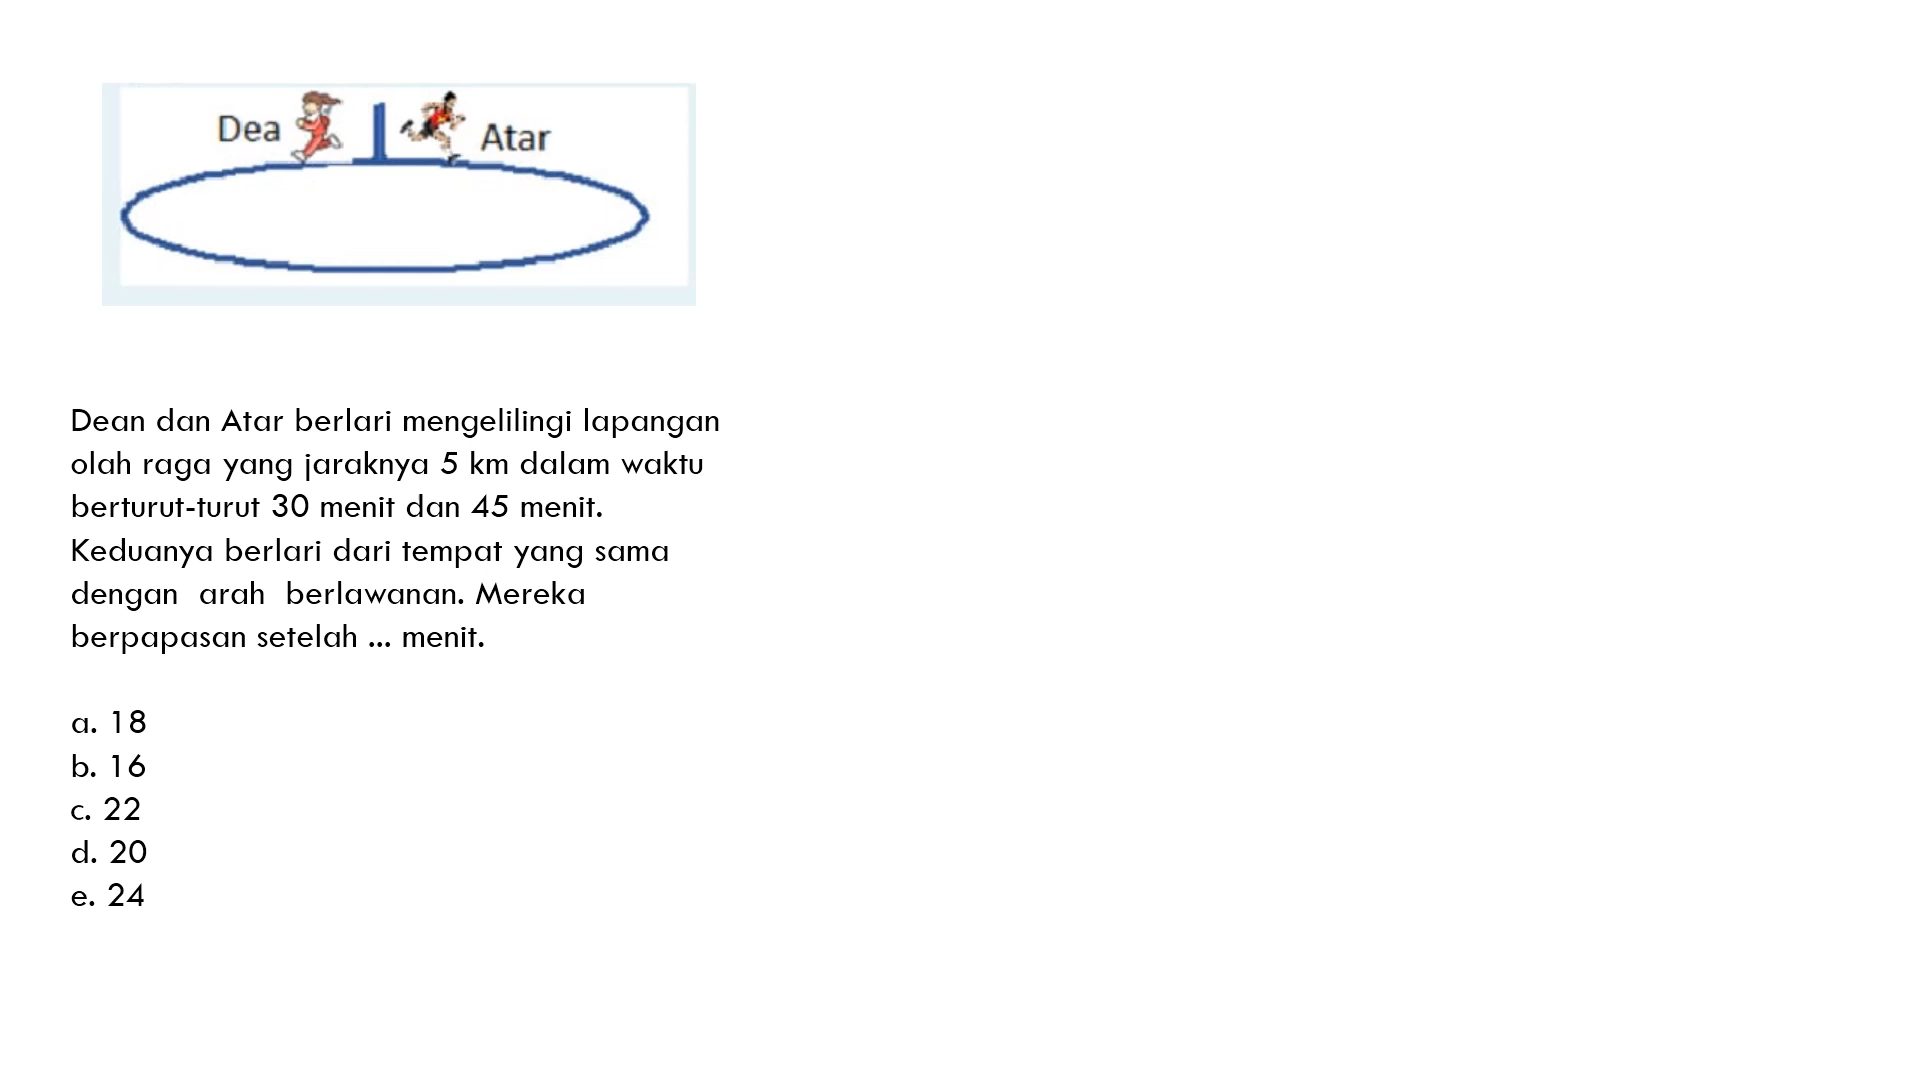 Dea
Atar
Dean dan Atar berlari mengelilingi lapangan
olah raga yang jaraknya 5 km dalam waktu
berturut-turut 30 menit dan 45 menit.
Keduanya berlari dari tempat yang sama
dengan arah berlawanan. Mereka
berpapasan setelah ... menit.
a. 18
b. 16
c. 22
d. 20
e. 24